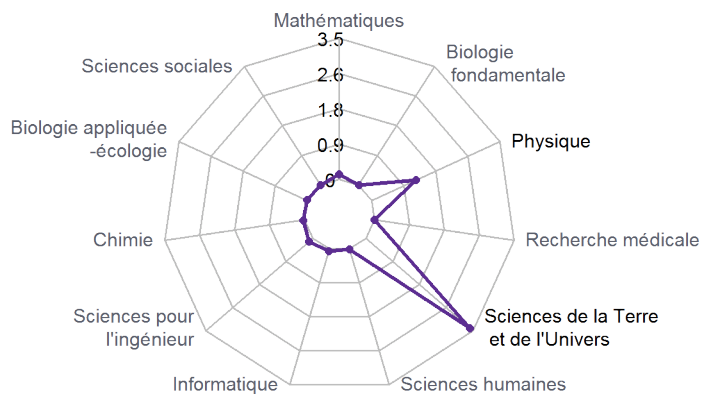 Mathématiques
3.5
2.6
1.8
0.9
0
Biologie
fondamentale
Physique
Recherche médicale
Sciences de la Terre
et de l'Univers
Sciences humaines
Informatique
Sciences pour
l'ingénieur
Chimie
Biologie appliquée
-écologie
Sciences sociales